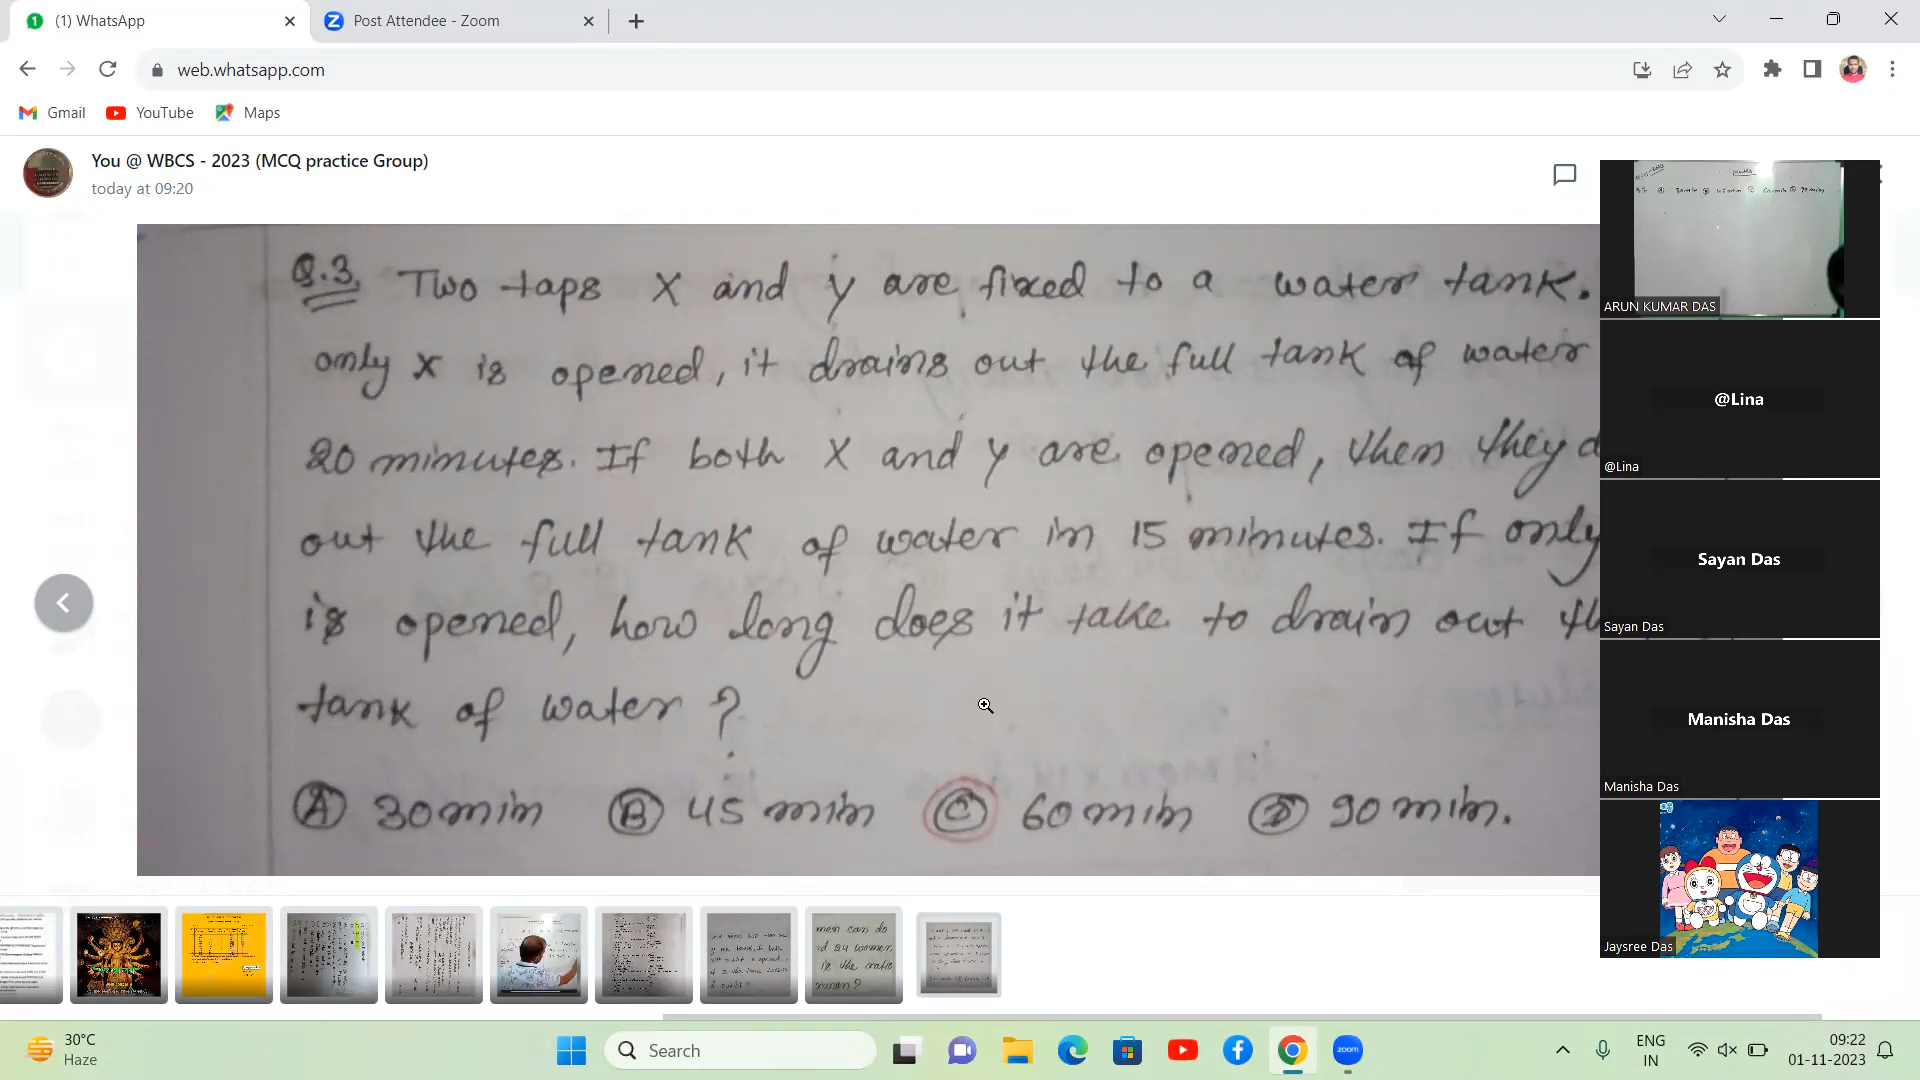 (1) WhatsApp
Post Attendee - Zoom
web.whatsapp.com
Gmail
YouTube
Maps
You @ WBCS - 2023 (MCQ practice Group)
today at 09:20
Q.3. Two taps X and y are fixed to a water tank.
only x is opened, it drains out the full tank of water
20 minutes. If both X and y are opened, then they d
out the full tank of water in 15 minutes. If only
is opened, how long does it take to drain out th
tank of water ?
A 30 min B 45 min C 60 min D 90 min.
ARUN KUMAR DAS
@Lina
@Lina
Sayan Das
Sayan Das
Manisha Das
Manisha Das
Jaysree Das
men can do
30°C
Haze
Search
zoom
ENG
IN
09:22
01-11-2023